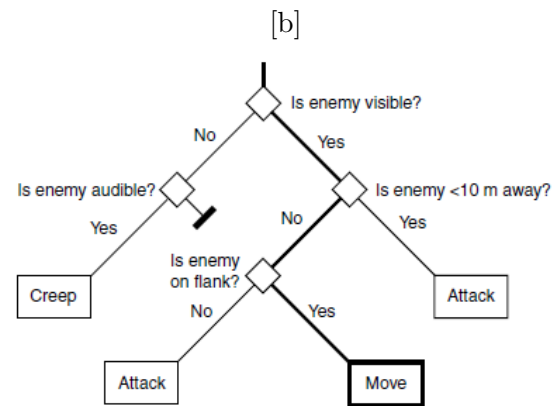 [b]
Is enemy visible?
No
Yes
Is enemy audible?
Is enemy <10 m away?
Yes
No
Yes
Is enemy
on flank?
Creep
No
Yes
Attack
Attack
Move